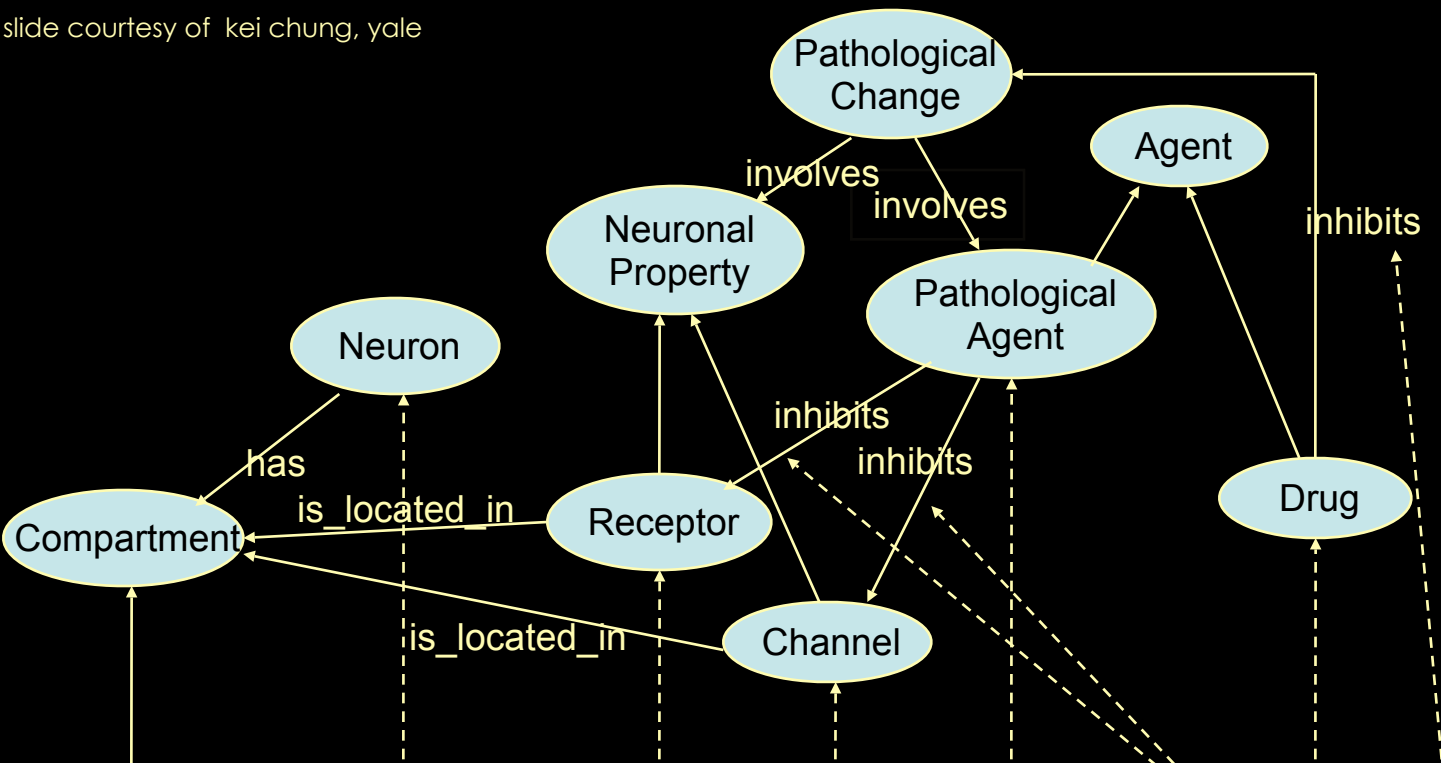 slide courtesy of kei chung, yale
Pathological
Change
Agent
involves
involves
inhibits
Neuronal
Property
Pathological
Agent
Neuron
inhibits
inhibits
has
is_located_in
Compartment
Receptor
Drug
is_located_in
Channel